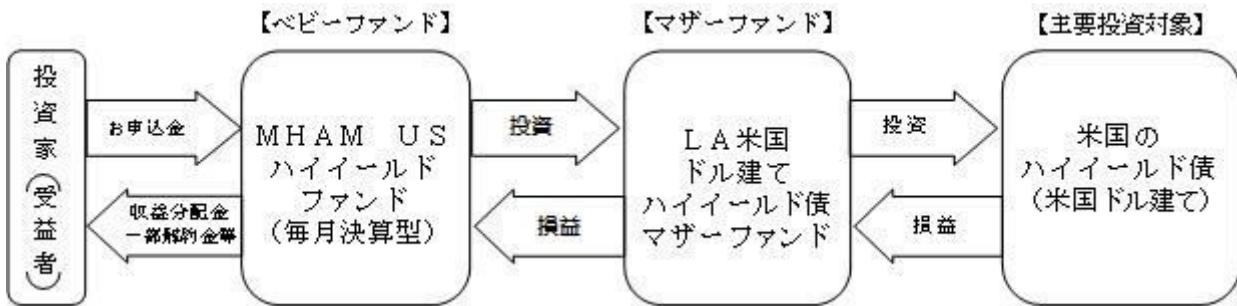 【ベビーファンド】
【マザーファンド】
【主要投資対象】
投資家（受益者）
お申込金
収益分配金
一部解約金等
ＭＨＡＭ　ＵＳ
ハイイールド
ファンド
（毎月決算型）
投資
損益
ＬＡ米国
ドル建て
ハイイールド債
マザーファンド
投資
損益
米国の
ハイイールド債
（米国ドル建て）